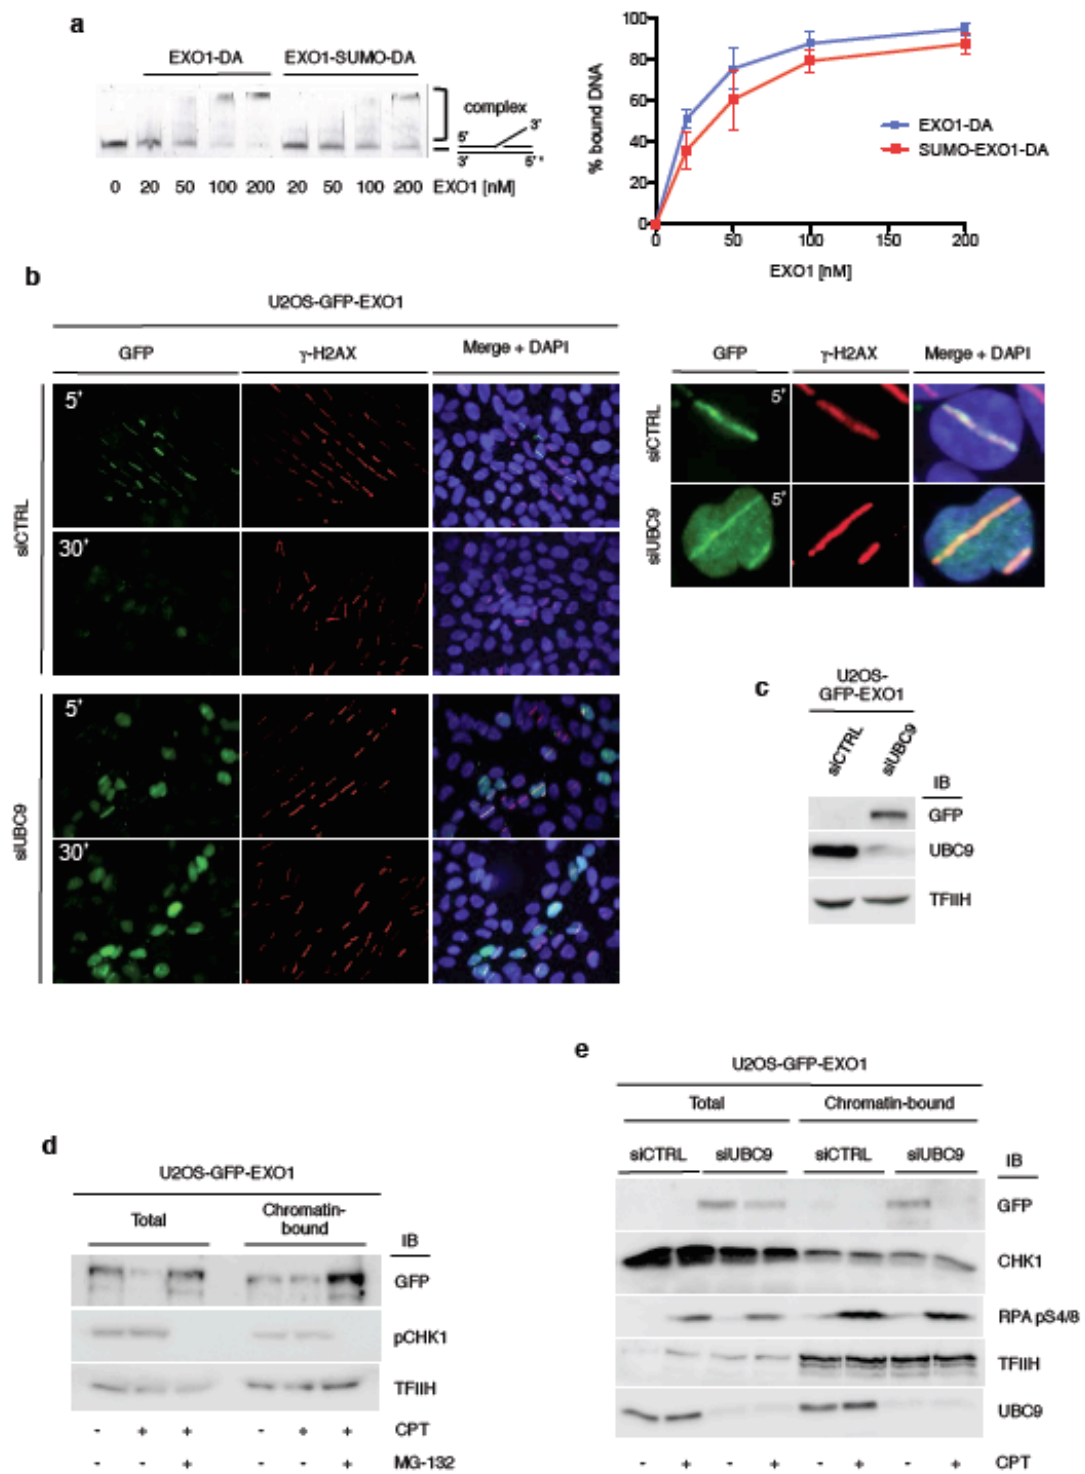 a
EXO1-DA EXO1-SUMO-DA
complex
5' 3'
3' 5' *
0 20 50 100 200 20 50 100 200 EXO1 [nM]
100
80
60
40
20
0
% bound DNA
EXO1-DA
SUMO-EXO1-DA
0 50 100 150 200
EXO1 [nM]
b
U2OS-GFP-EXO1
GFP γ-H2AX Merge + DAPI
siCTRL
5'
30'
siUBC9
5'
30'
GFP γ-H2AX Merge + DAPI
siCTRL
5'
siUBC9
5'
c
U2OS-
GFP-EXO1
siCTRL siUBC9
IB
GFP
UBC9
TFIIH
d
U2OS-GFP-EXO1
Total Chromatin-
bound
IB
GFP
pCHK1
TFIIH
- + + - + + CPT
- - + - - + MG-132
e
U2OS-GFP-EXO1
Total Chromatin-bound
siCTRL siUBC9 siCTRL siUBC9 IB
GFP
CHK1
RPA pS4/8
TFIIH
UBC9
- + - + - + - + CPT